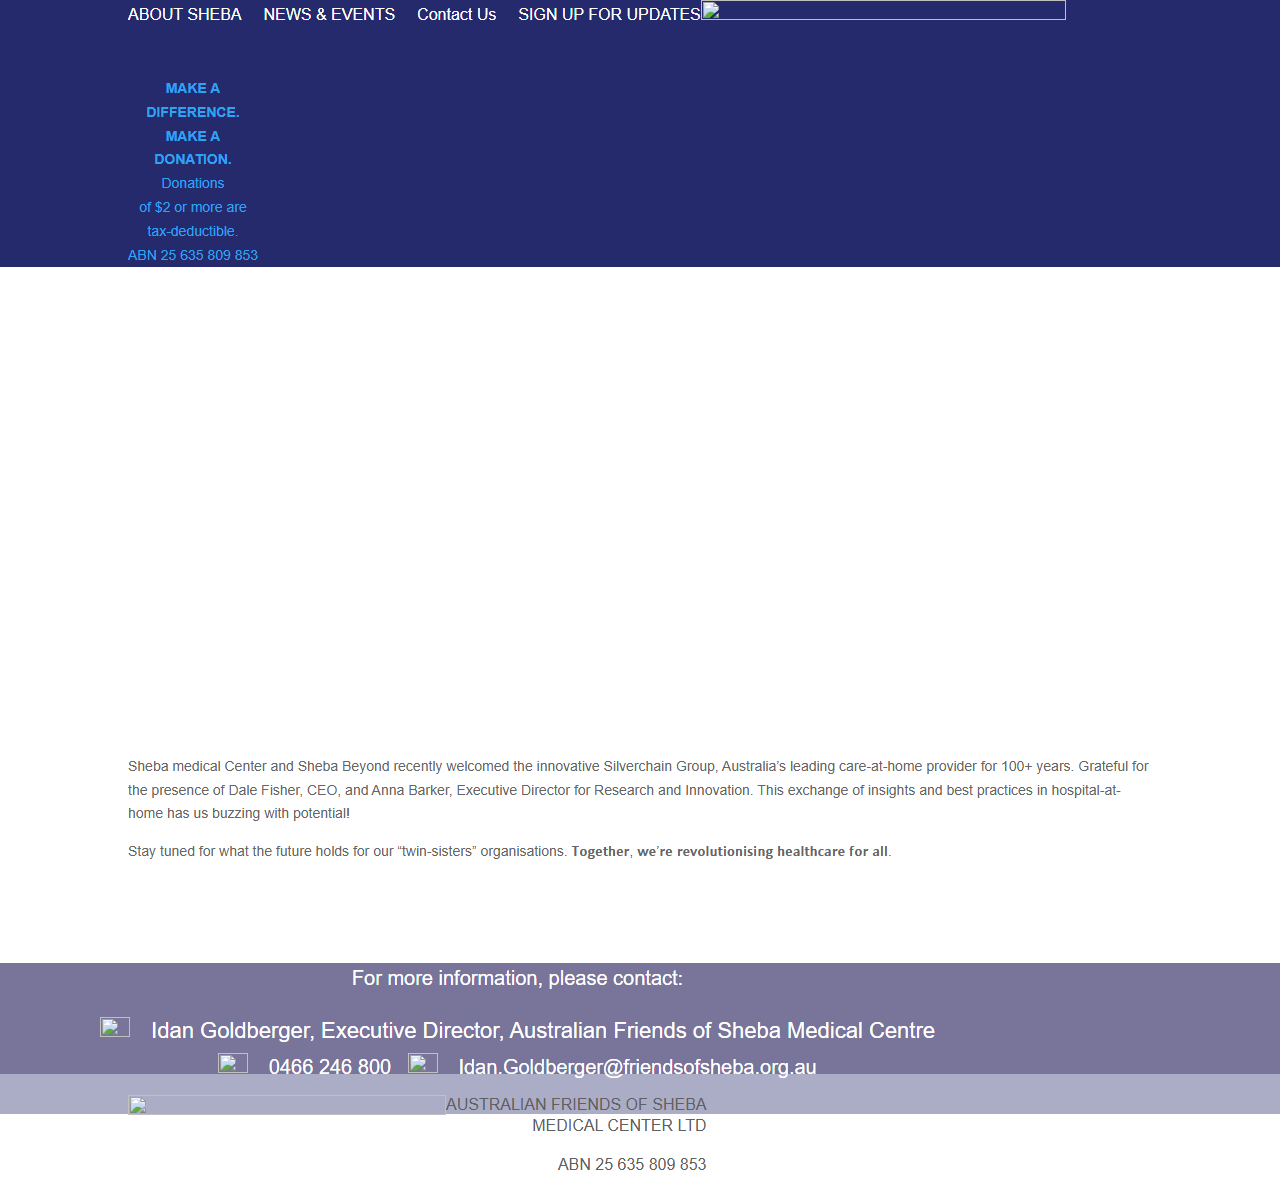 ABOUT SHEBA NEWS & EVENTS Contact Us SIGN UP FOR UPDATES
MAKE A
DIFFERENCE.
MAKE A
DONATION.
Donations
of $2 or more are
tax-deductible.
ABN 25 635 809 853
Sheba medical Center and Sheba Beyond recently welcomed the innovative Silverchain Group, Australia’s leading care-at-home provider for 100+ years. Grateful for
the presence of Dale Fisher, CEO, and Anna Barker, Executive Director for Research and Innovation. This exchange of insights and best practices in hospital-at-
home has us buzzing with potential!
Stay tuned for what the future holds for our “twin-sisters” organisations. Together, we’re revolutionising healthcare for all.
For more information, please contact:
Idan Goldberger, Executive Director, Australian Friends of Sheba Medical Centre
0466 246 800 Idan.Goldberger@friendsofsheba.org.au
AUSTRALIAN FRIENDS OF SHEBA
MEDICAL CENTER LTD
ABN 25 635 809 853